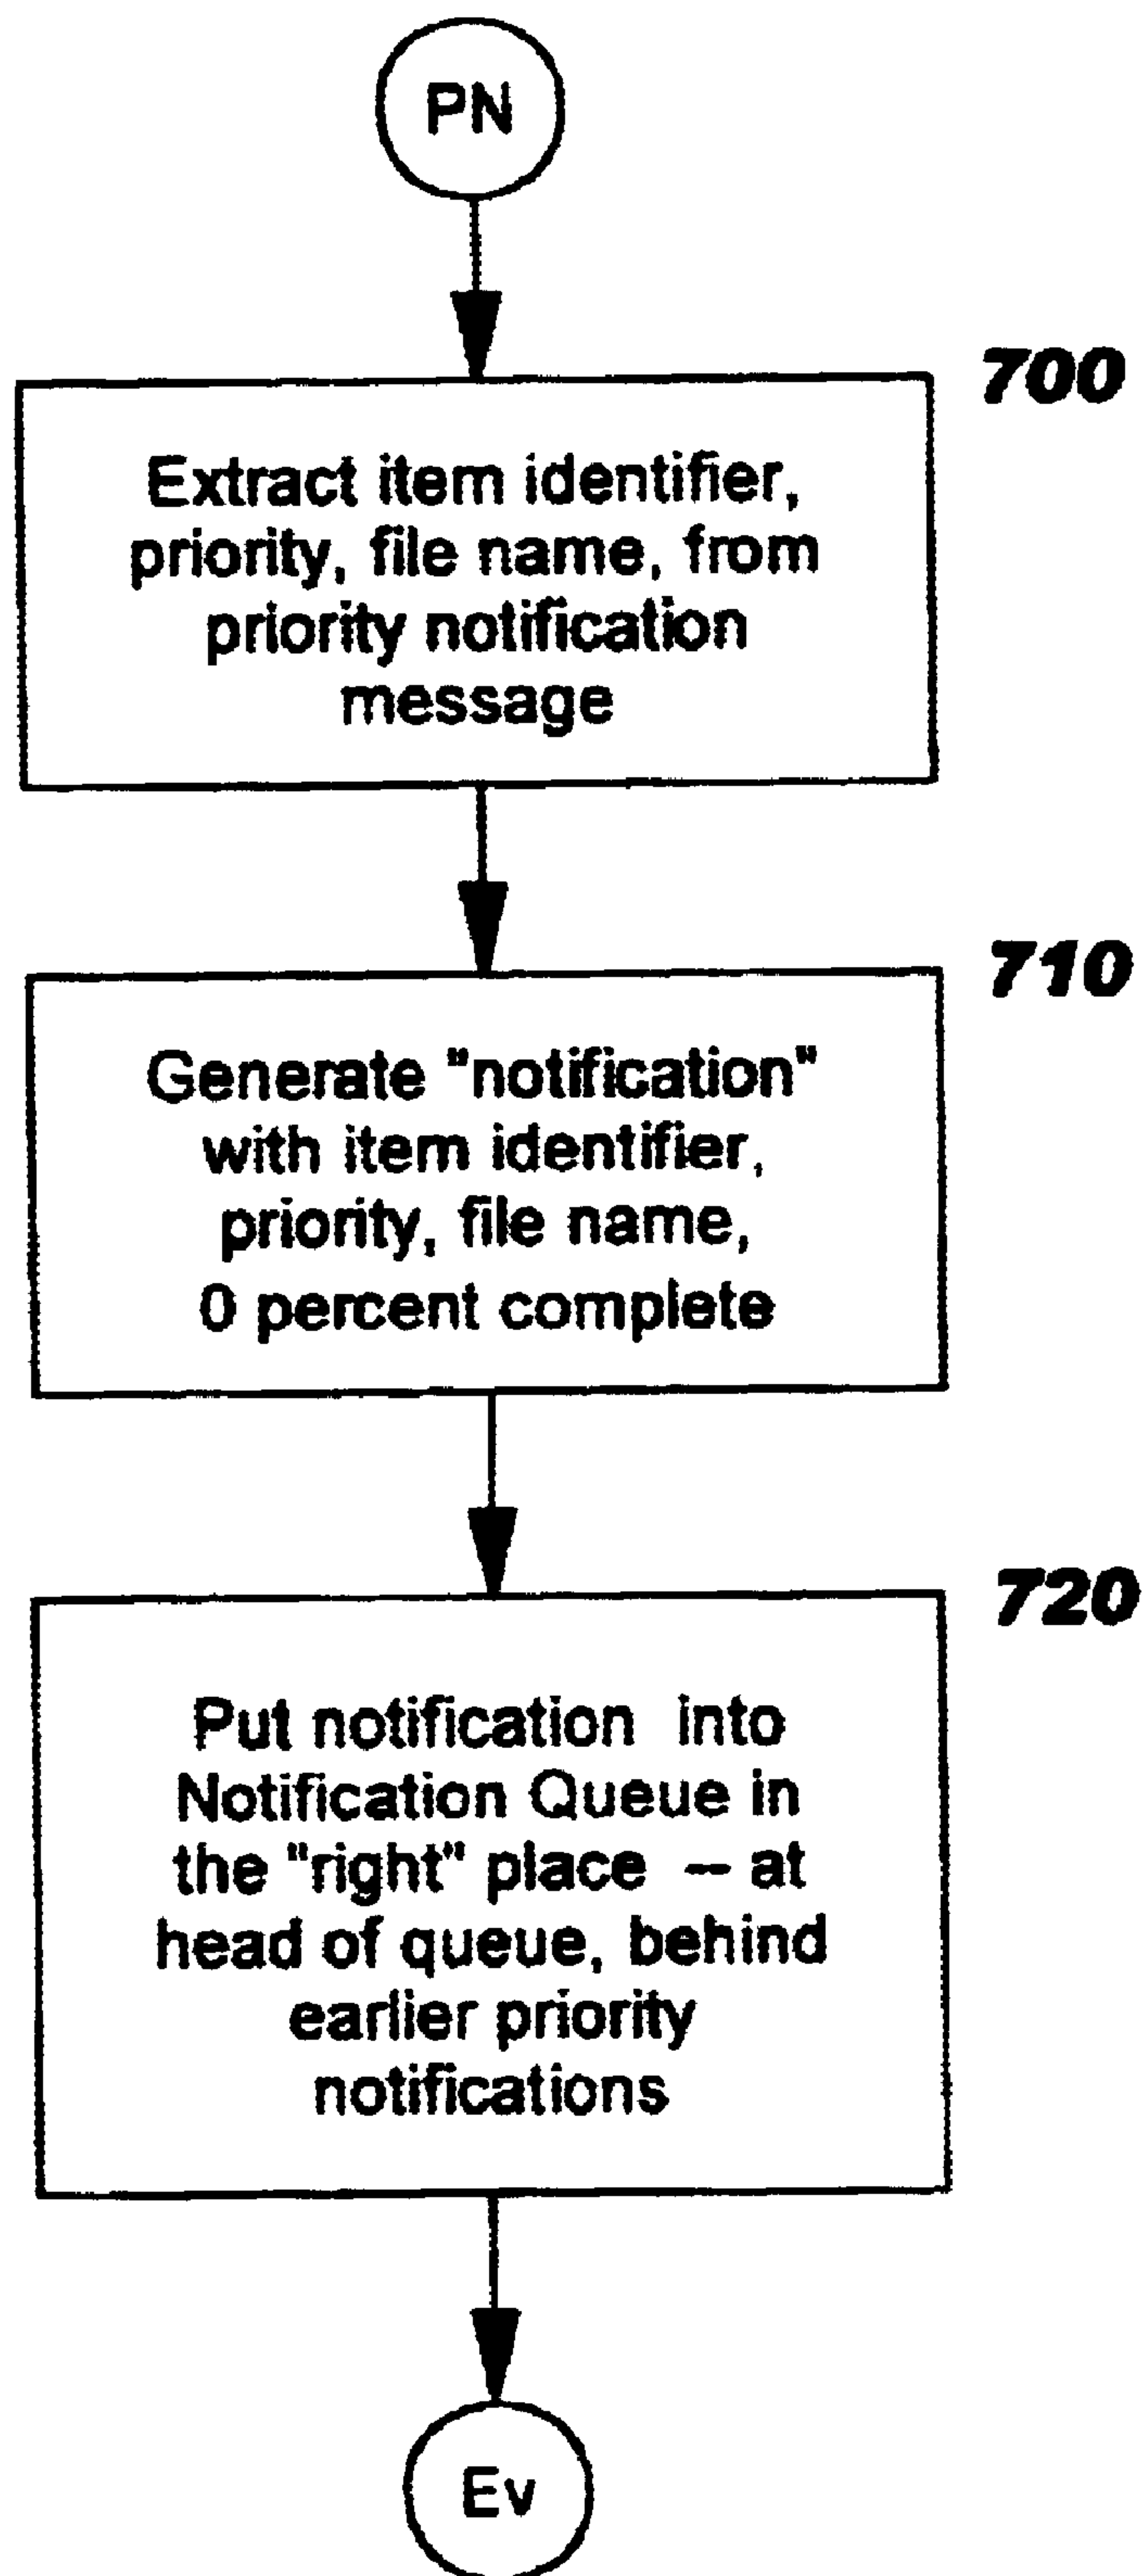 PN
700
Extract item identifier,
priority, file name, from
priority notification
message
710
Generate "notification"
with item identifier,
priority, file name,
0 percent complete
720
Put notification into
Notification Queue in
the "right" place -- at
head of queue, behind
earlier priority
notifications
Ev